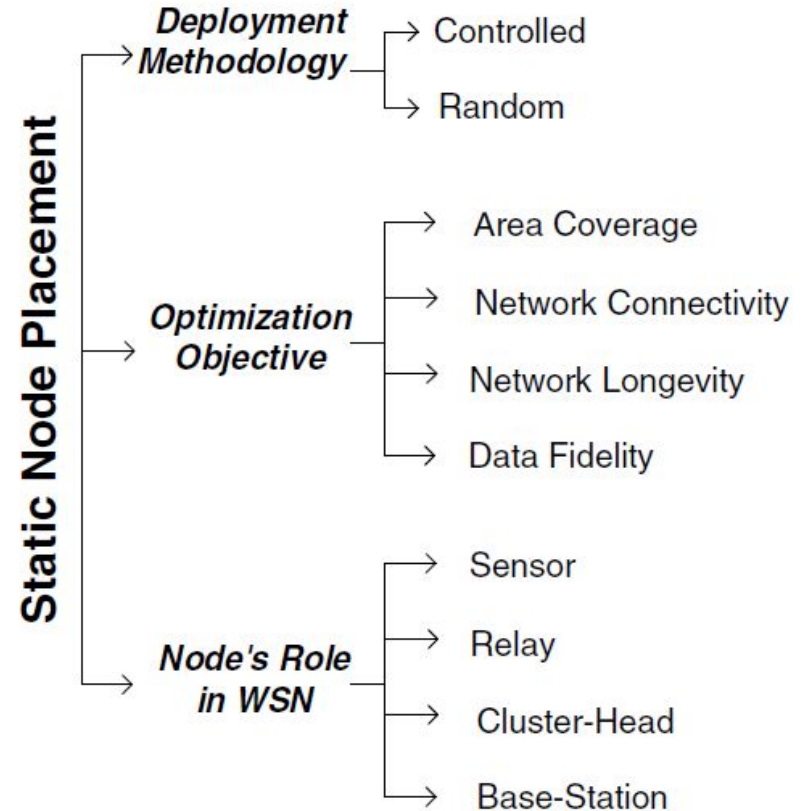 Static Node Placement
Deployment
Methodology
Controlled
Random
Optimization
Objective
Area Coverage
Network Connectivity
Network Longevity
Data Fidelity
Node's Role
in WSN
Sensor
Relay
Cluster-Head
Base-Station